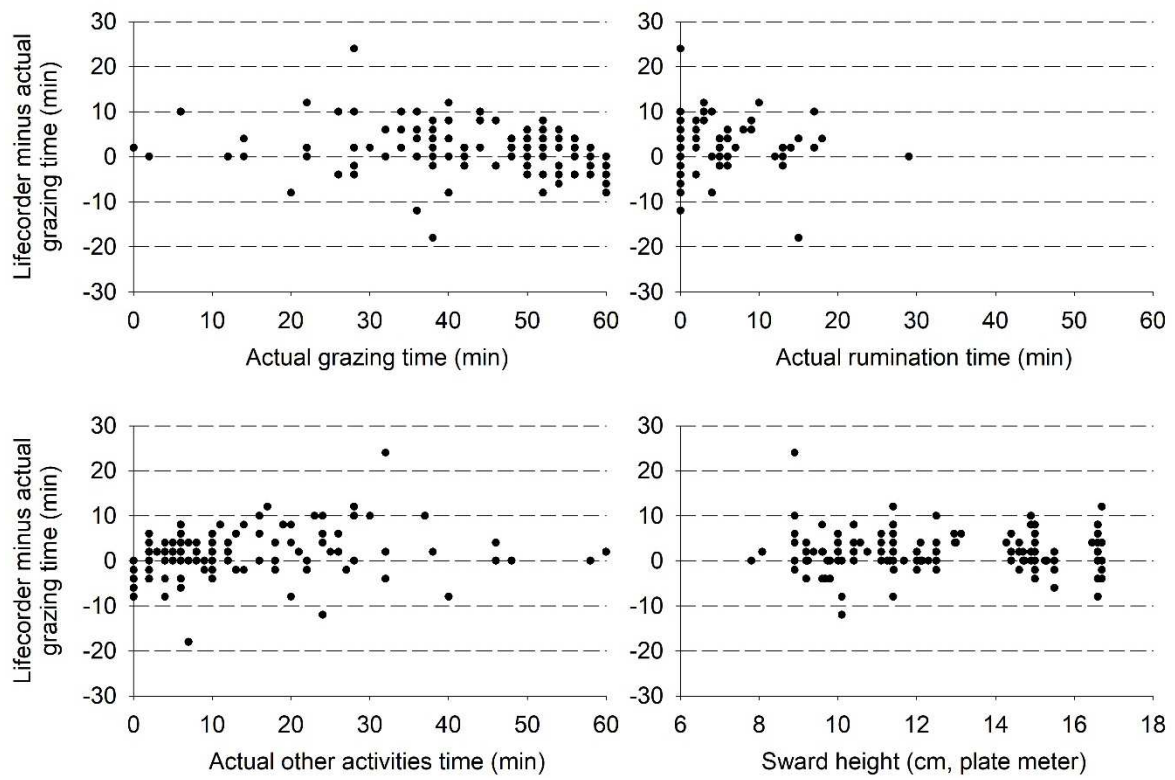 Lifecorder minus actual
grazing time (min)
30
20
10
0
-10
-20
-30
0 10 20 30 40 50 60
Actual grazing time (min)
30
20
10
0
-10
-20
-30
0 10 20 30 40 50 60
Actual rumination time (min)
Lifecorder minus actual
grazing time (min)
30
20
10
0
-10
-20
-30
0 10 20 30 40 50 60
Actual other activities time (min)
30
20
10
0
-10
-20
-30
6 8 10 12 14 16 18
Sward height (cm, plate meter)